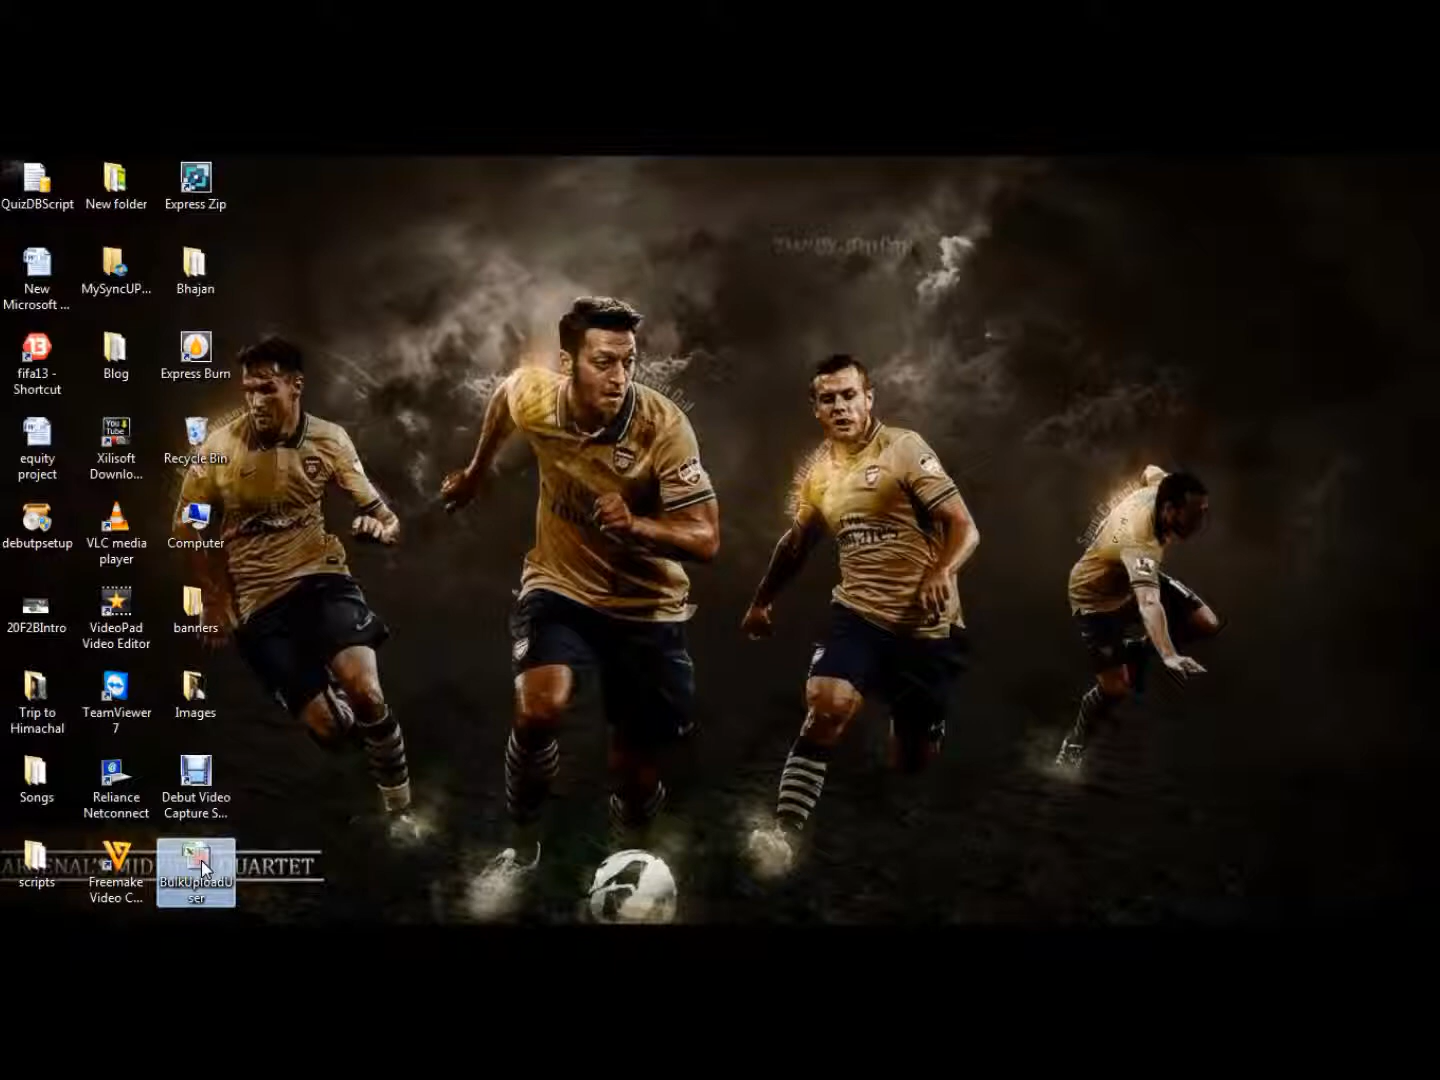 QuizDBScript
New folder
Express Zip
New
Microsoft ...
MySyncUP...
Bhajan
fifa13 -
Shortcut
Blog
Express Burn
equity
project
Xilisoft
Downlo...
Recycle Bin
debutpsetup
VLC media
player
Computer
20F2BIntro
VideoPad
Video Editor
banners
Trip to
Himachal
TeamViewer
7
Images
Songs
Reliance
Netconnect
Debut Video
Capture S...
scripts
Freemake
Video C...
BulkUploadU
ser